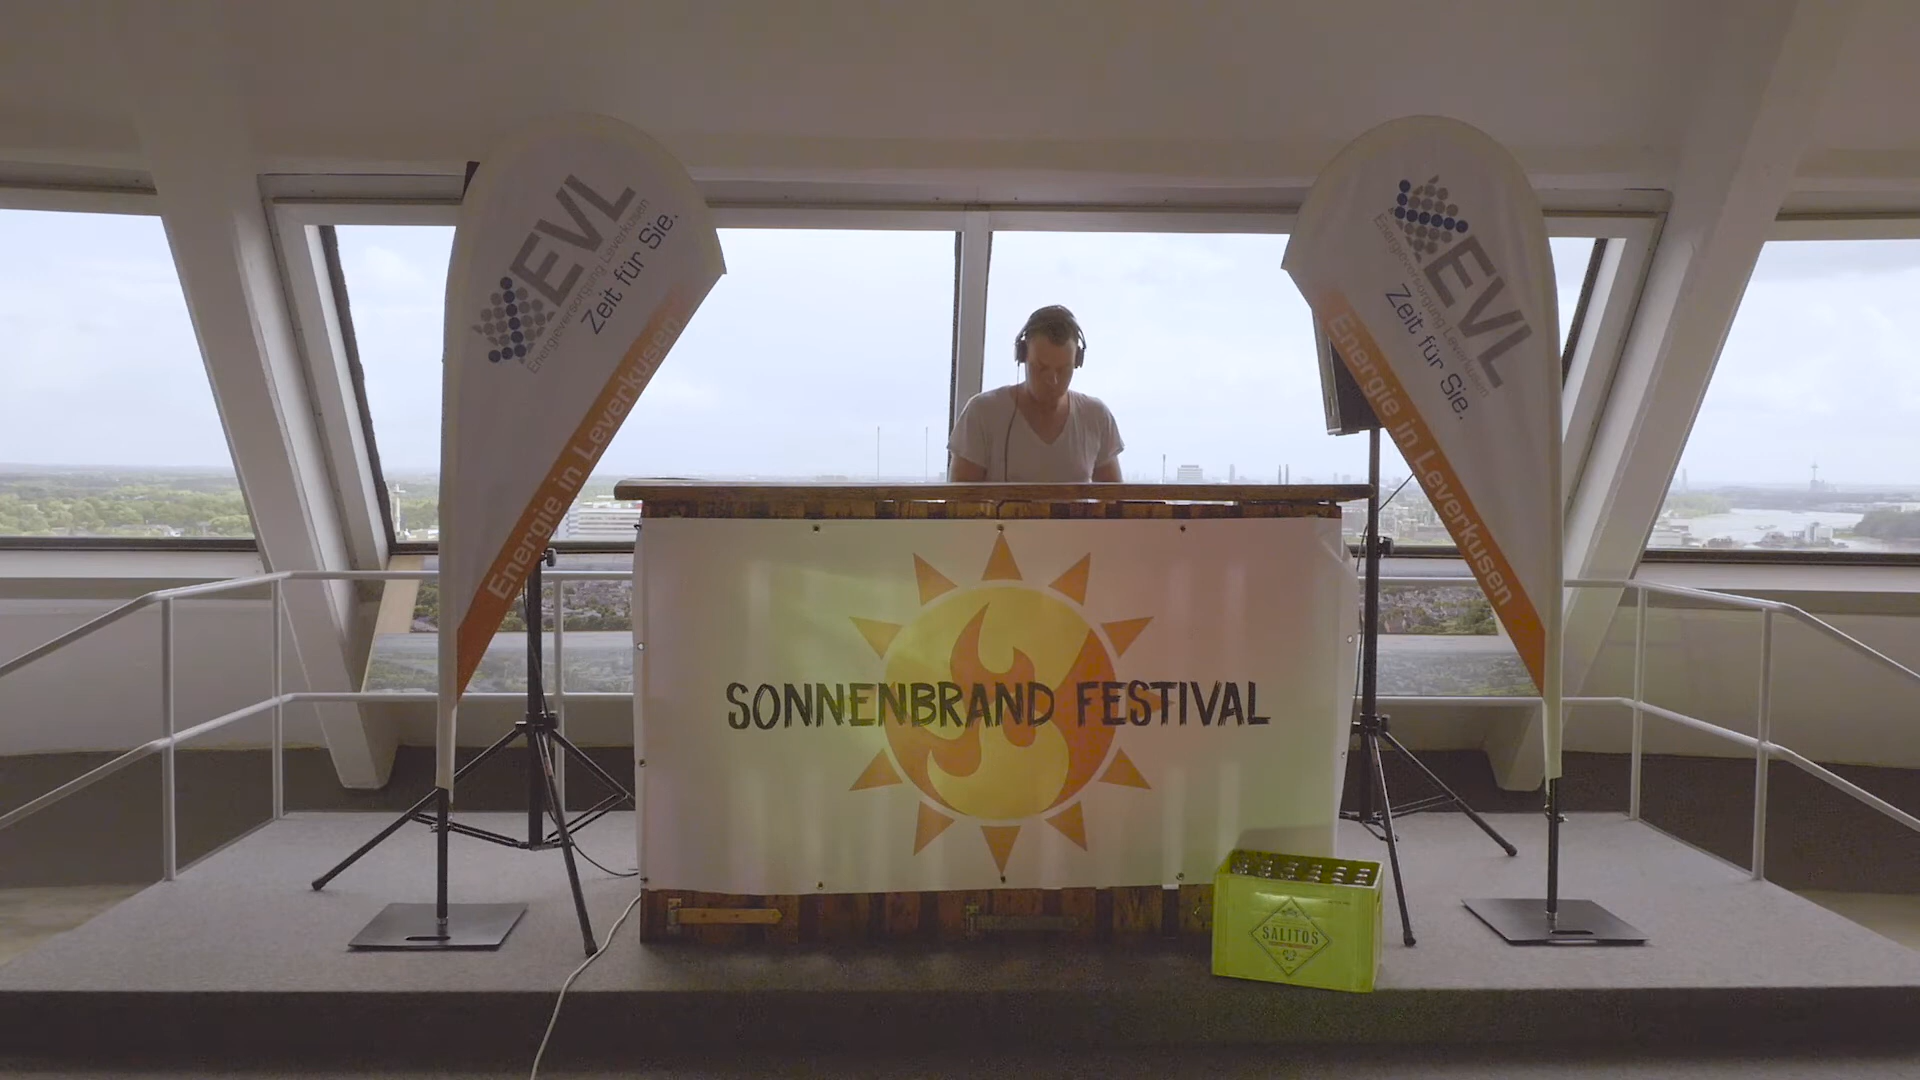 EVL
Energieversorgung Leverkusen
Zeit für Sie.
Energie in Leverkusen
EVL
Energieversorgung Leverkusen
Zeit für Sie.
Energie in Leverkusen
SONNENBRAND FESTIVAL
SALITOS